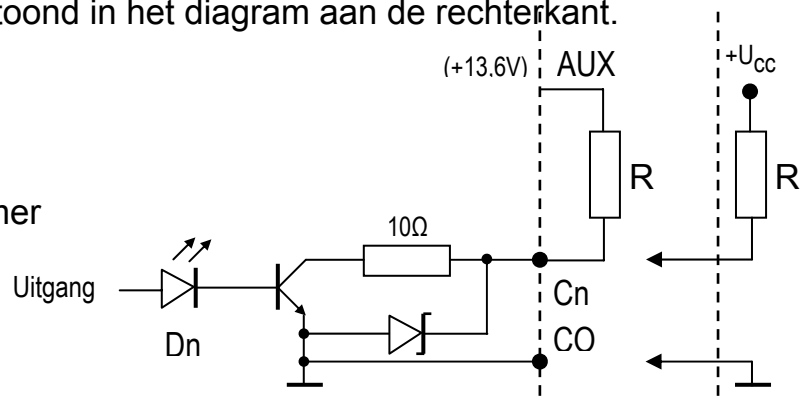 toond in het diagram aan de rechterkant.
(+13,6V) AUX
+Ucc
R
R
ner
10Ω
Uitgang
Cn
Dn
CO